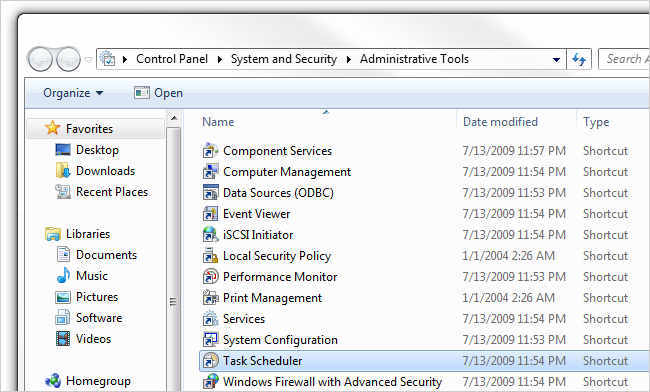 Control Panel System and Security Administrative Tools Search A
Organize Open
Name Date modified Type
Favorites
Desktop
Downloads
Recent Places
Libraries
Documents
Music
Pictures
Software
Videos
Homegroup
Component Services 7/13/2009 11:57 PM Shortcut
Computer Management 7/13/2009 11:54 PM Shortcut
Data Sources (ODBC) 7/13/2009 11:53 PM Shortcut
Event Viewer 7/13/2009 11:54 PM Shortcut
iSCSI Initiator 7/13/2009 11:54 PM Shortcut
Local Security Policy 1/1/2004 2:26 AM Shortcut
Performance Monitor 7/13/2009 11:53 PM Shortcut
Print Management 1/1/2004 2:26 AM Shortcut
Services 7/13/2009 11:54 PM Shortcut
System Configuration 7/13/2009 11:53 PM Shortcut
Task Scheduler 7/13/2009 11:54 PM Shortcut
Windows Firewall with Advanced Security 7/13/2009 11:54 PM Shortcut